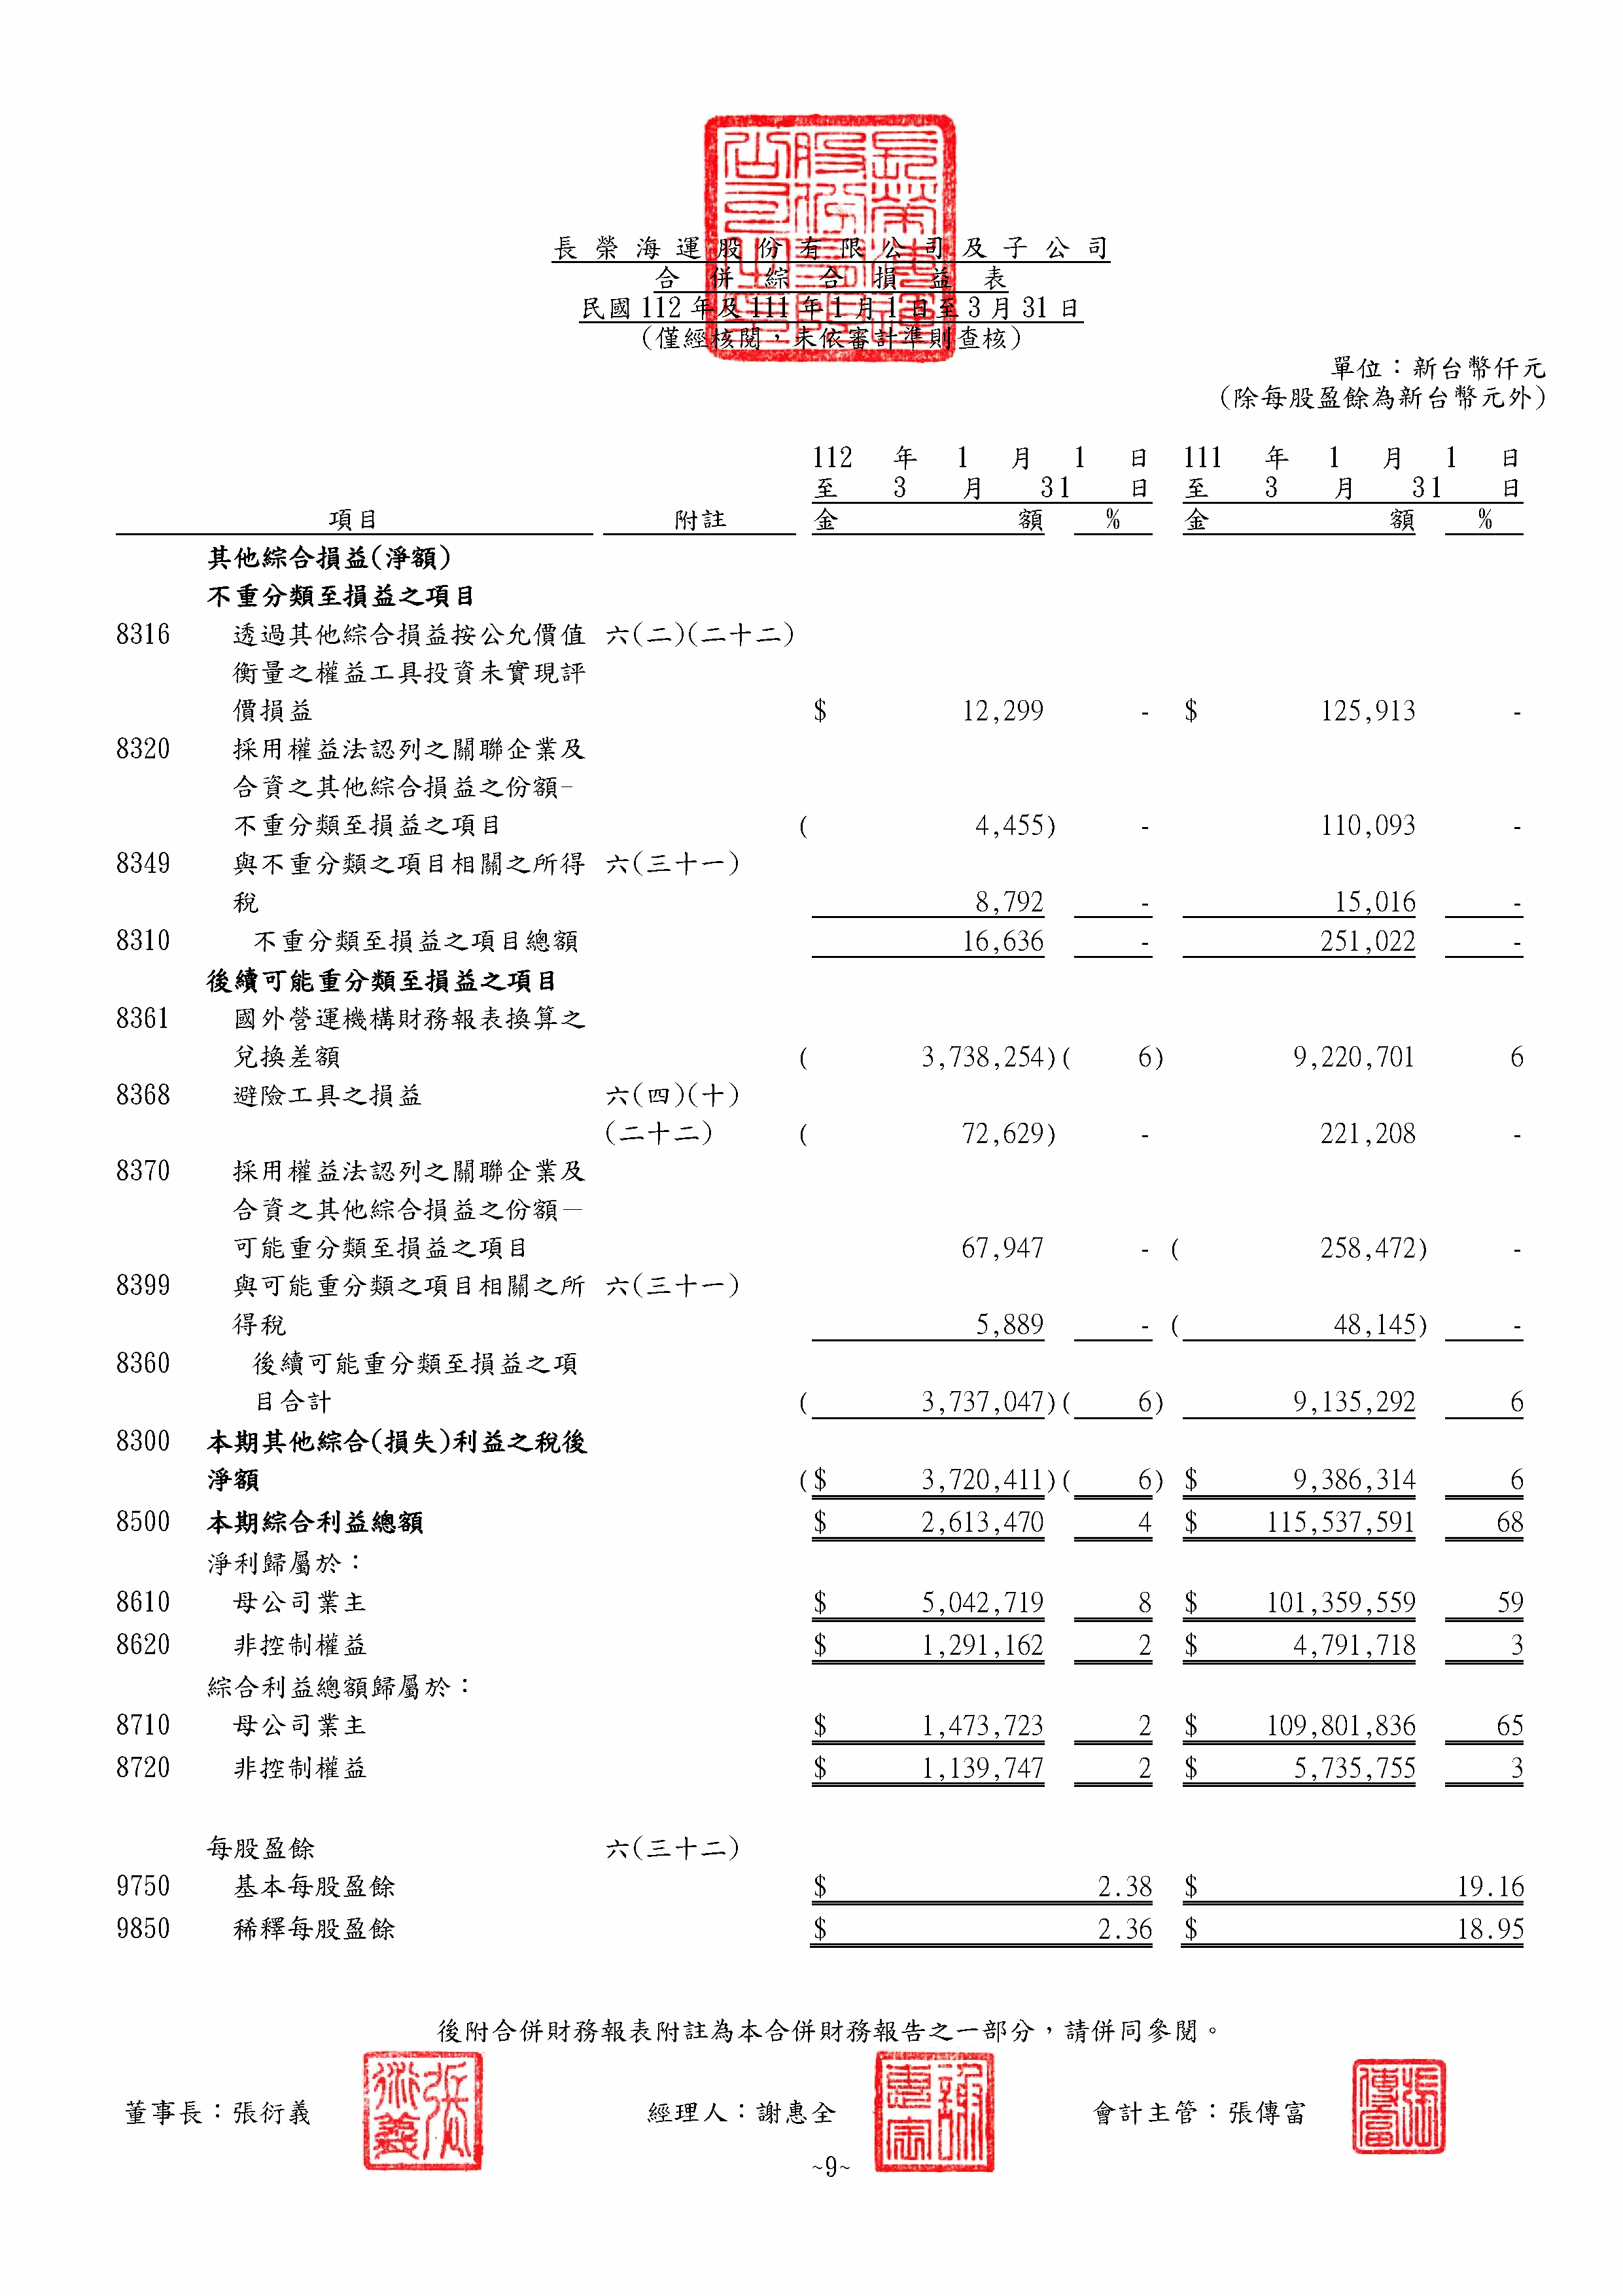 長榮海運股份有限公司及子公司
合併綜合損益表
民國112年及111年1月1日至3月31日
(僅經核閱,未依審計準則查核)
單位:新台幣仟元
(除每股盈餘為新台幣元外)
112 年 1 月 1 日 111 年 1 月 1 日
至 3 月 31 日 至 3 月 31 日
項目 附註 金 額 % 金 額 %
其他綜合損益(淨額)
不重分類至損益之項目
8316 透過其他綜合損益按公允價值 六(二)(二十二)
衡量之權益工具投資未實現評
價損益 $ 12,299 - $ 125,913 -
8320 採用權益法認列之關聯企業及
合資之其他綜合損益之份額-
不重分類至損益之項目 ( 4,455) - 110,093 -
8349 與不重分類之項目相關之所得 六(三十一)
稅 8,792 - 15,016 -
8310 不重分類至損益之項目總額 16,636 - 251,022 -
後續可能重分類至損益之項目
8361 國外營運機構財務報表換算之
兌換差額 ( 3,738,254)( 6) 9,220,701 6
8368 避險工具之損益 六(四)(十)
(二十二) ( 72,629) - 221,208 -
8370 採用權益法認列之關聯企業及
合資之其他綜合損益之份額－
可能重分類至損益之項目 67,947 - ( 258,472) -
8399 與可能重分類之項目相關之所 六(三十一)
得稅 5,889 - ( 48,145) -
8360 後續可能重分類至損益之項
目合計 ( 3,737,047)( 6) 9,135,292 6
8300 本期其他綜合(損失)利益之稅後
淨額 ($ 3,720,411)( 6) $ 9,386,314 6
8500 本期綜合利益總額 $ 2,613,470 4 $ 115,537,591 68
淨利歸屬於:
8610 母公司業主 $ 5,042,719 8 $ 101,359,559 59
8620 非控制權益 $ 1,291,162 2 $ 4,791,718 3
綜合利益總額歸屬於:
8710 母公司業主 $ 1,473,723 2 $ 109,801,836 65
8720 非控制權益 $ 1,139,747 2 $ 5,735,755 3
每股盈餘 六(三十二)
9750 基本每股盈餘 $ 2.38 $ 19.16
9850 稀釋每股盈餘 $ 2.36 $ 18.95
後附合併財務報表附註為本合併財務報告之一部分,請併同參閱。
董事長:張衍義 經理人:謝惠全 會計主管:張傳富
~9~